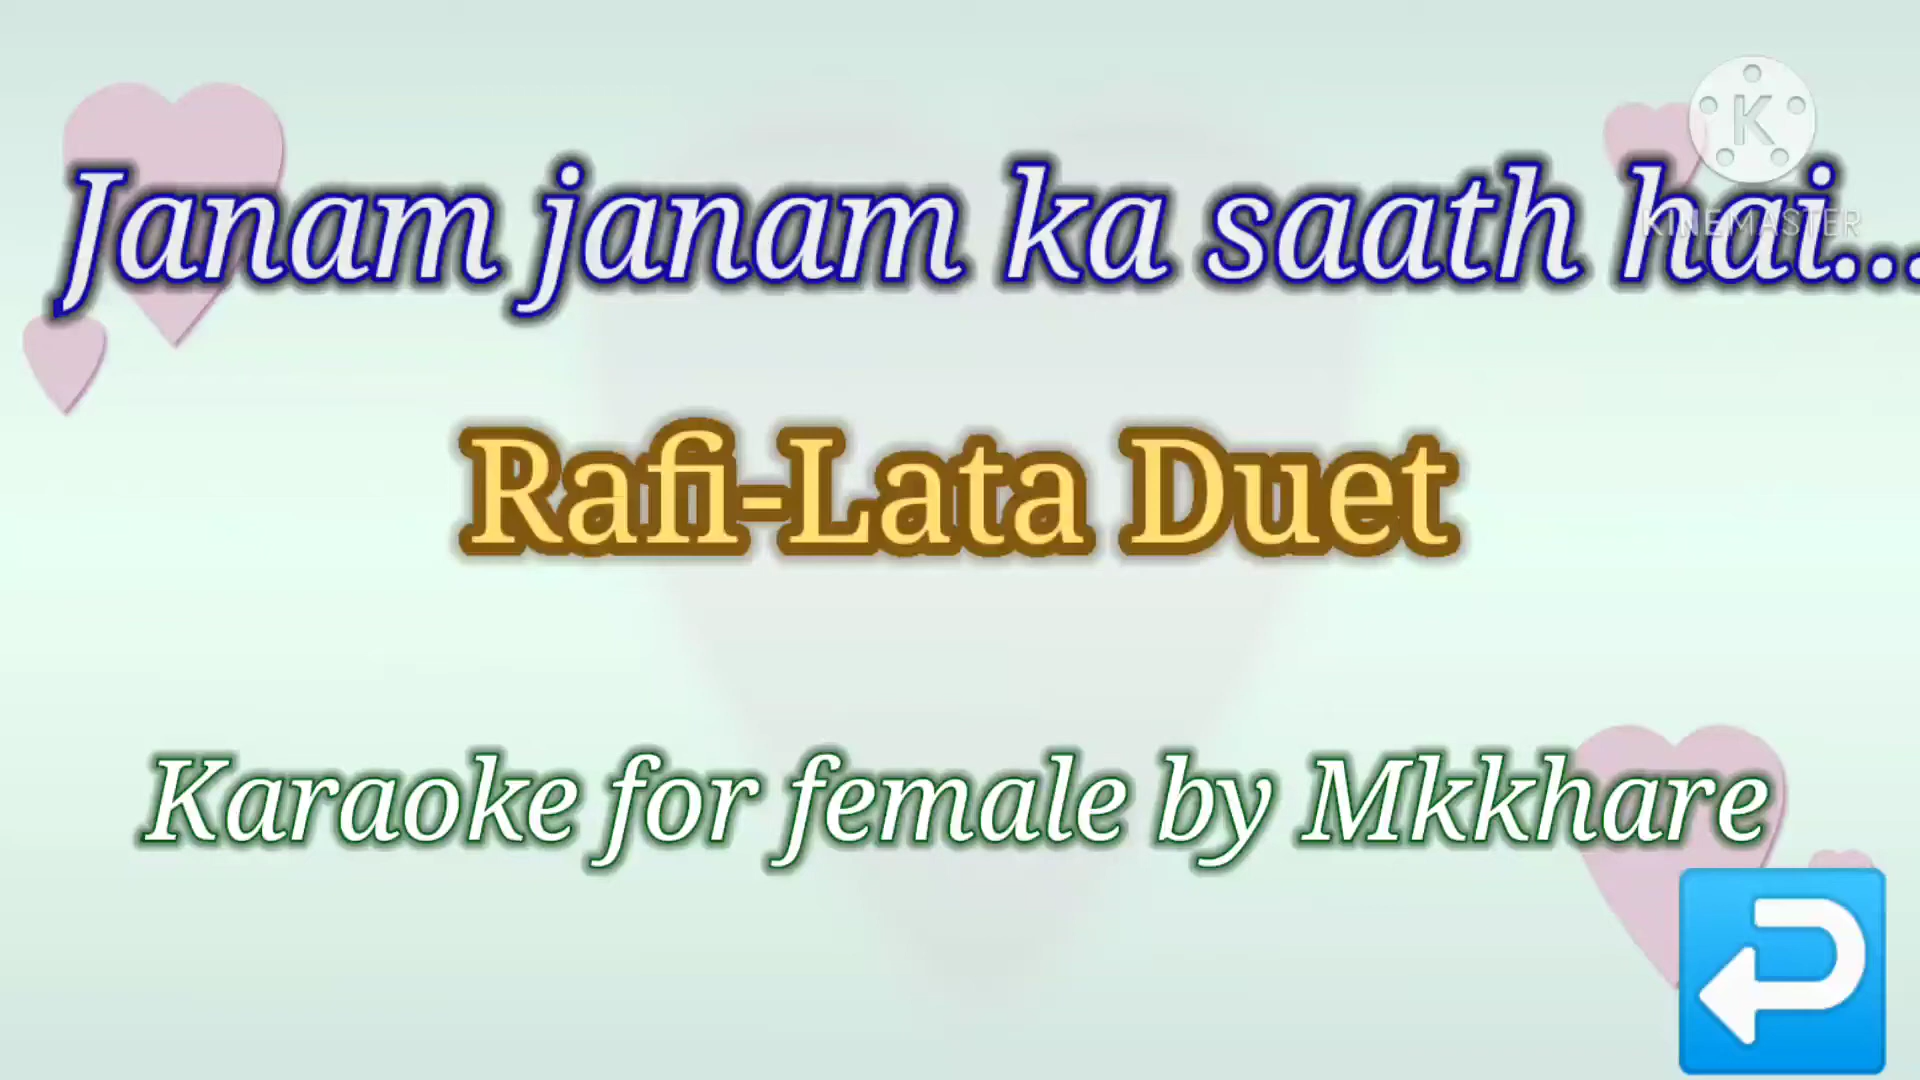 Janam janam ka saath hai...
K
KINEMASTER
Rafi-Lata Duet
Karaoke for female by Mkkhare